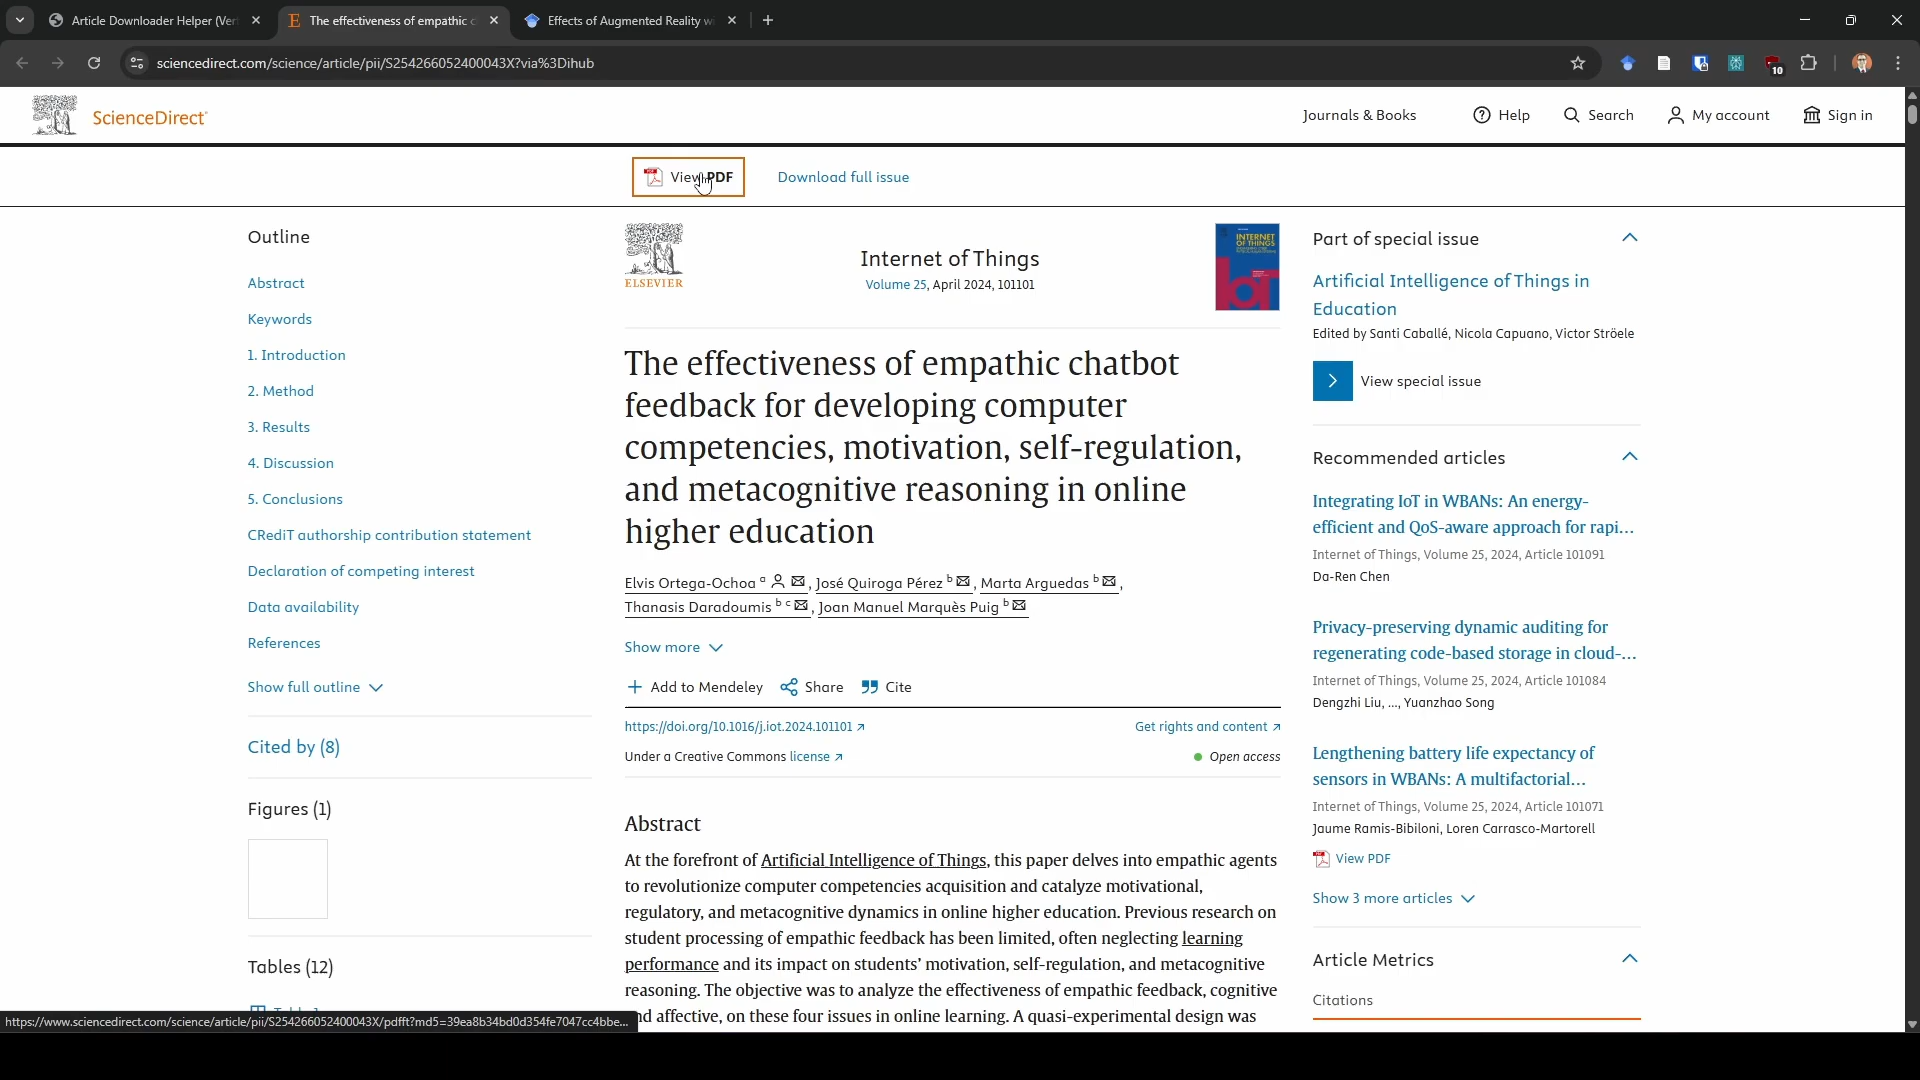 Article Downloader Helper (Ver
The effectiveness of empathic c
Effects of Augmented Reality w
sciencedirect.com/science/article/pii/S254266052400043X?via%3Dihub
10
ScienceDirect
Journals & Books
Help
Search
My account
Sign in
View PDF
Download full issue
Outline
Abstract
Keywords
1. Introduction
2. Method
3. Results
4. Discussion
5. Conclusions
CRediT authorship contribution statement
Declaration of competing interest
Data availability
References
Show full outline
Cited by (8)
Figures (1)
Tables (12)
https://www.sciencedirect.com/science/article/pii/S254266052400043X/pdfft?md5=39ea8b34bd0d354fe7047cc4bbe...
ELSEVIER
Internet of Things
Volume 25, April 2024, 101101
INTERNET
OF THINGS
The effectiveness of empathic chatbot
feedback for developing computer
competencies, motivation, self-regulation,
and metacognitive reasoning in online
higher education
Elvis Ortega-Ochoa a, José Quiroga Pérez b, Marta Arguedas b,
Thanasis Daradoumis b c, Joan Manuel Marquès Puig b
Show more
Add to Mendeley
Share
Cite
https://doi.org/10.1016/j.iot.2024.101101
Get rights and content
Under a Creative Commons license
Open access
Abstract
At the forefront of Artificial Intelligence of Things, this paper delves into empathic agents
to revolutionize computer competencies acquisition and catalyze motivational,
regulatory, and metacognitive dynamics in online higher education. Previous research on
student processing of empathic feedback has been limited, often neglecting learning
performance and its impact on students’ motivation, self-regulation, and metacognitive
reasoning. The objective was to analyze the effectiveness of empathic feedback, cognitive
nd affective, on these four issues in online learning. A quasi-experimental design was
Part of special issue
Artificial Intelligence of Things in
Education
Edited by Santi Caballé, Nicola Capuano, Victor Ströele
View special issue
Recommended articles
Integrating IoT in WBANs: An energy-
efficient and QoS-aware approach for rapi...
Internet of Things, Volume 25, 2024, Article 101091
Da-Ren Chen
Privacy-preserving dynamic auditing for
regenerating code-based storage in cloud-...
Internet of Things, Volume 25, 2024, Article 101084
Dengzhi Liu, ..., Yuanzhao Song
Lengthening battery life expectancy of
sensors in WBANs: A multifactorial...
Internet of Things, Volume 25, 2024, Article 101071
Jaume Ramis-Bibiloni, Loren Carrasco-Martorell
View PDF
Show 3 more articles
Article Metrics
Citations